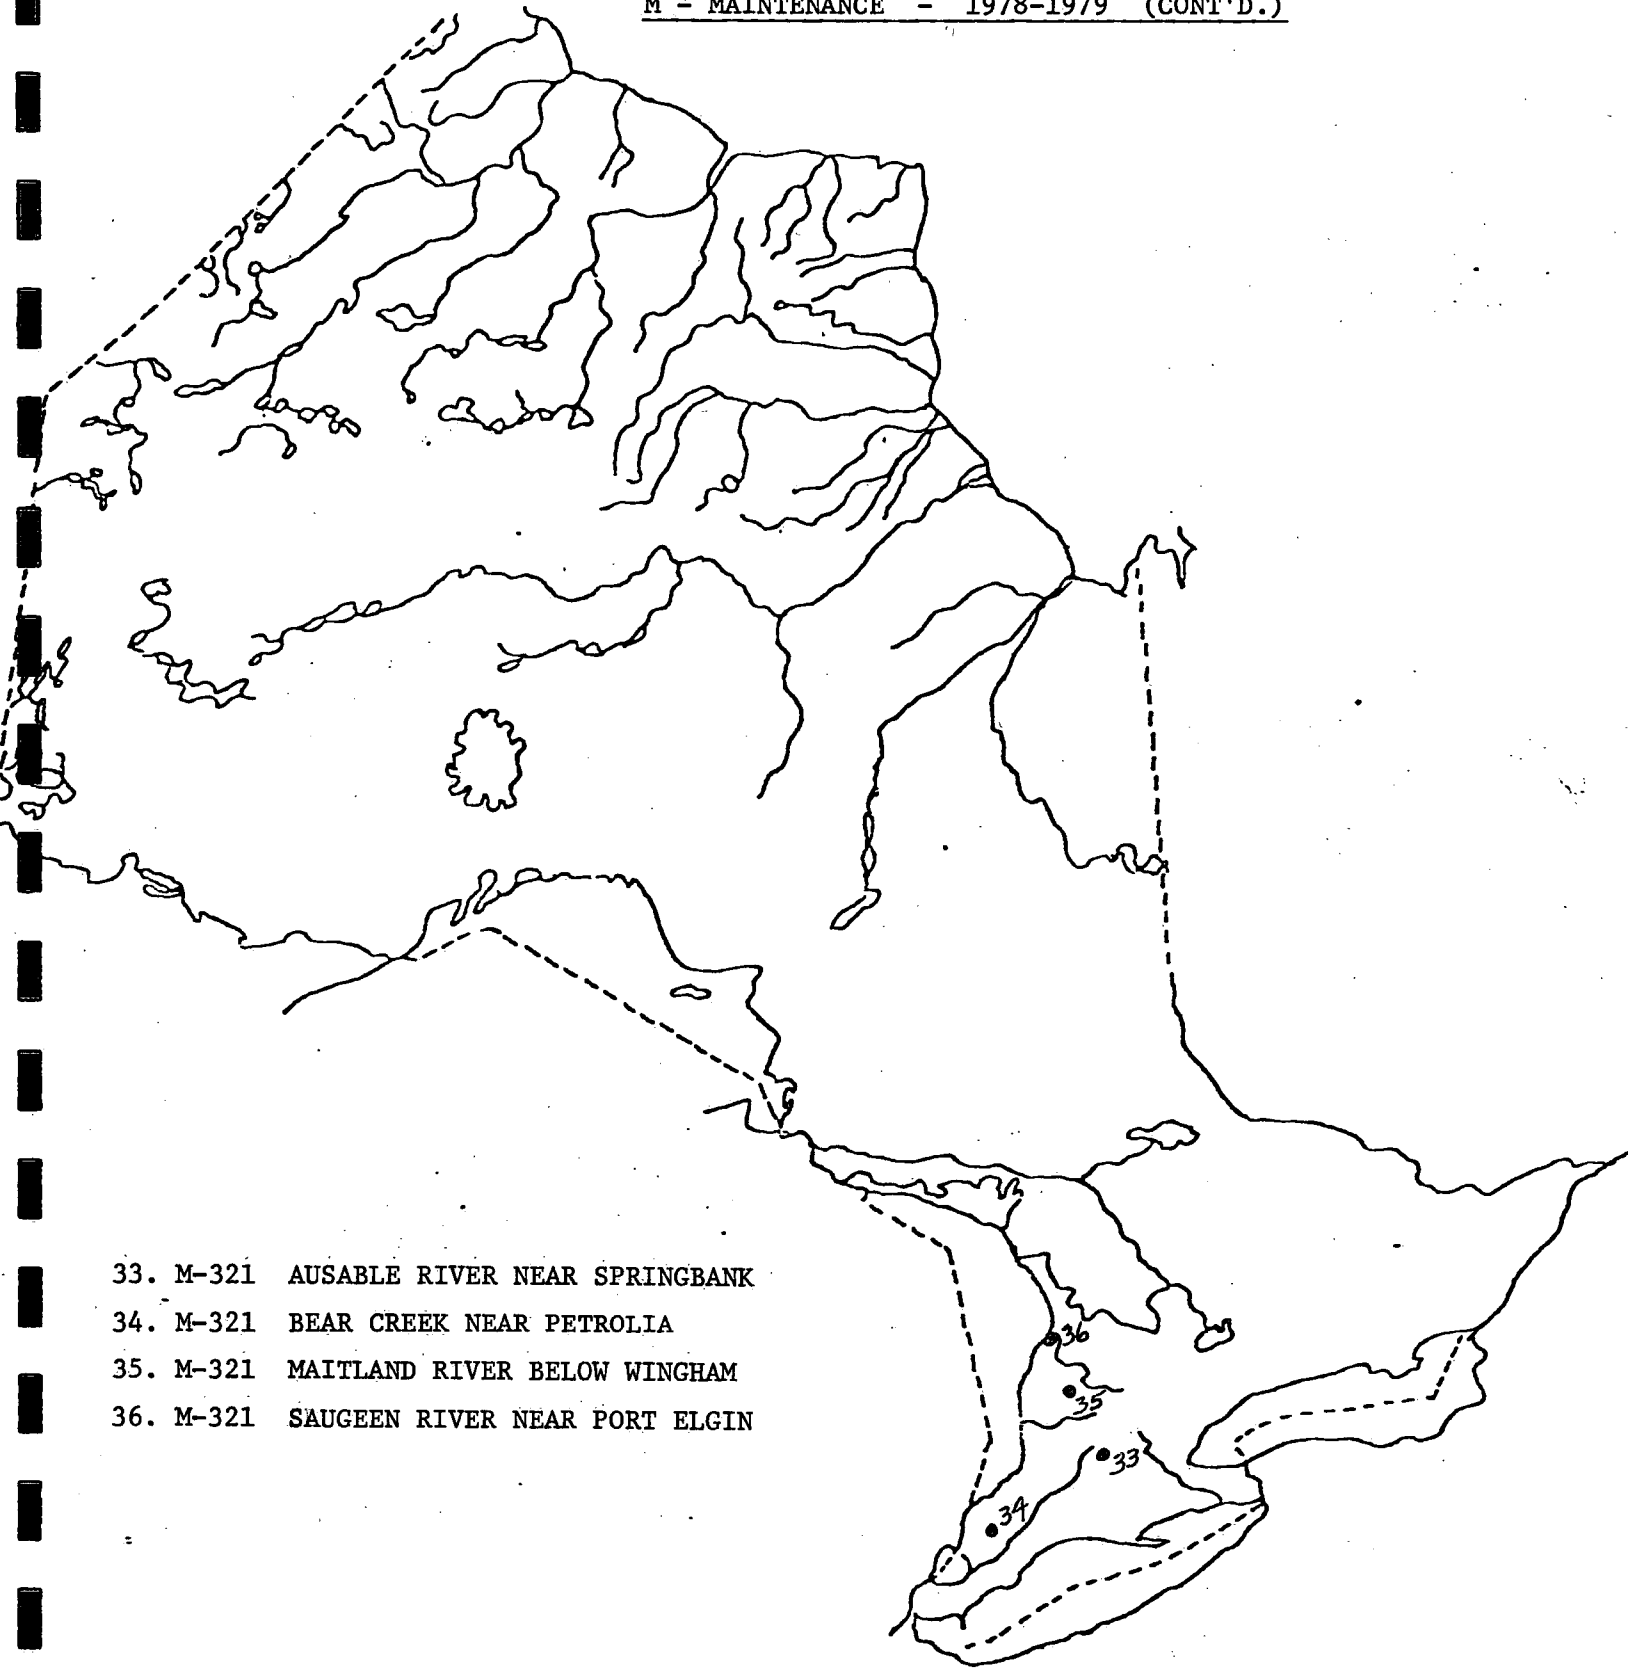 M - MAINTENANCE - 1978-1979 (CONT'D.)
33. M-321 AUSABLE RIVER NEAR SPRINGBANK
34. M-321 BEAR CREEK NEAR PETROLIA
35. M-321 MAITLAND RIVER BELOW WINGHAM
36. M-321 SAUGEEN RIVER NEAR PORT ELGIN
36
35
33
34